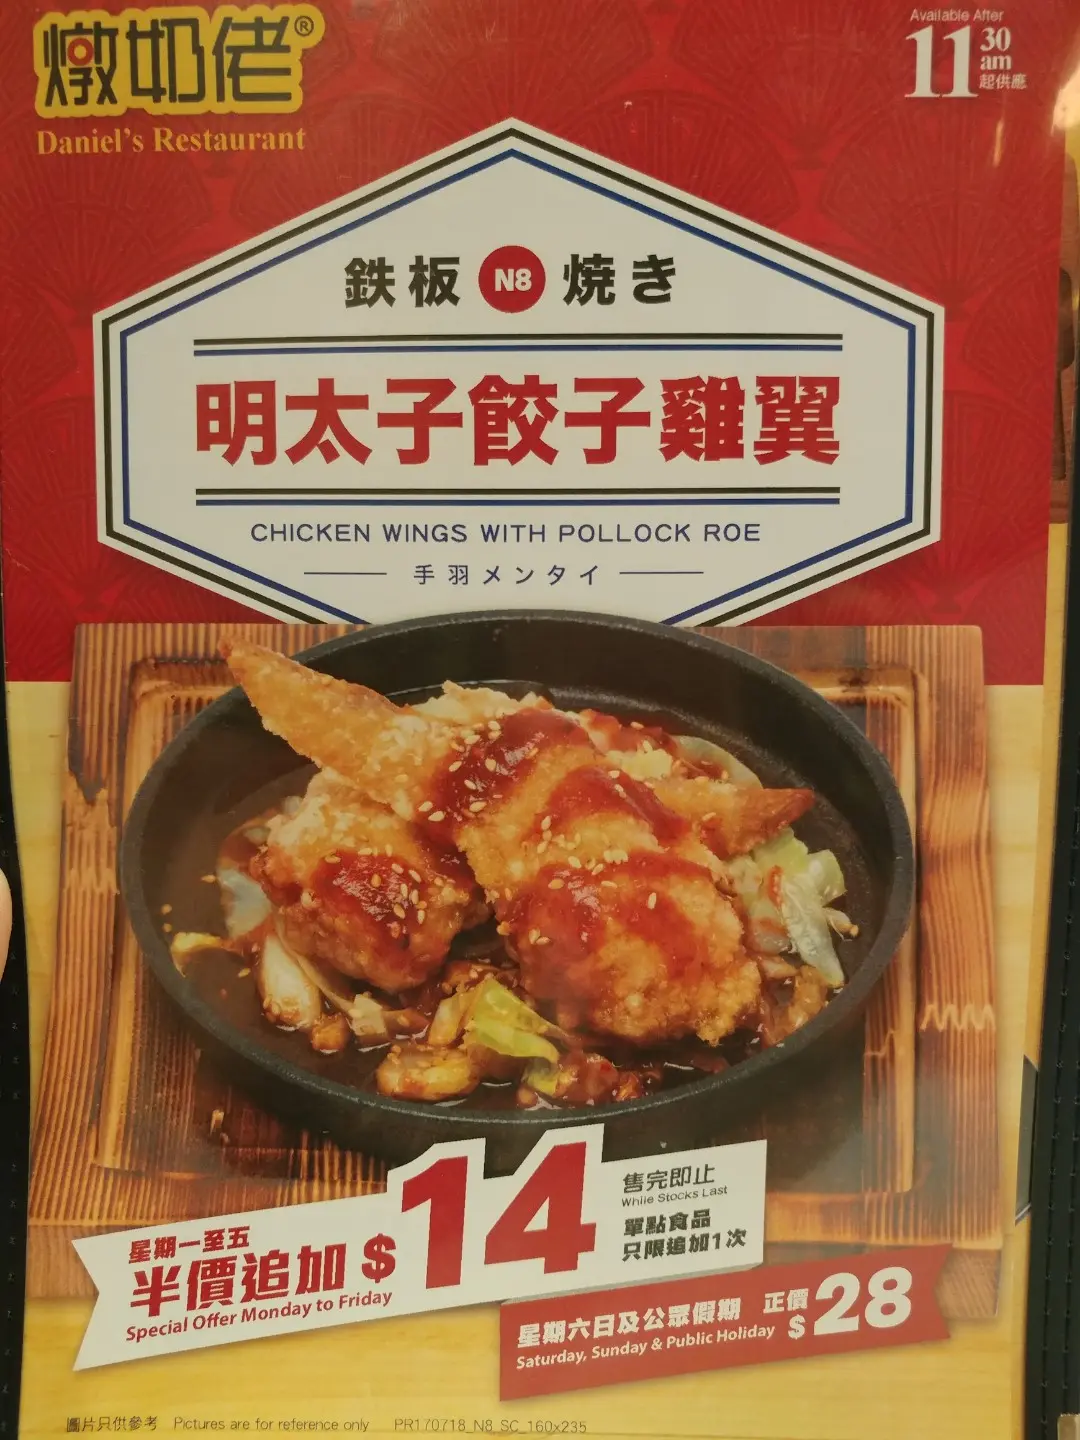 燉奶佬®
Daniel's Restaurant
Available After
11 30 am 起供應
鉄板 N8 焼き
明太子餃子雞翼
CHICKEN WINGS WITH POLLOCK ROE
手羽メンタイ
星期一至五
半價追加 $14
Special Offer Monday to Friday
售完即止
While Stocks Last
單點食品
只限追加1次
星期六日及公眾假期 正價 $28
Saturday, Sunday & Public Holiday
圖片只供參考 Pictures are for reference only PR170718_N8_SC_160x235